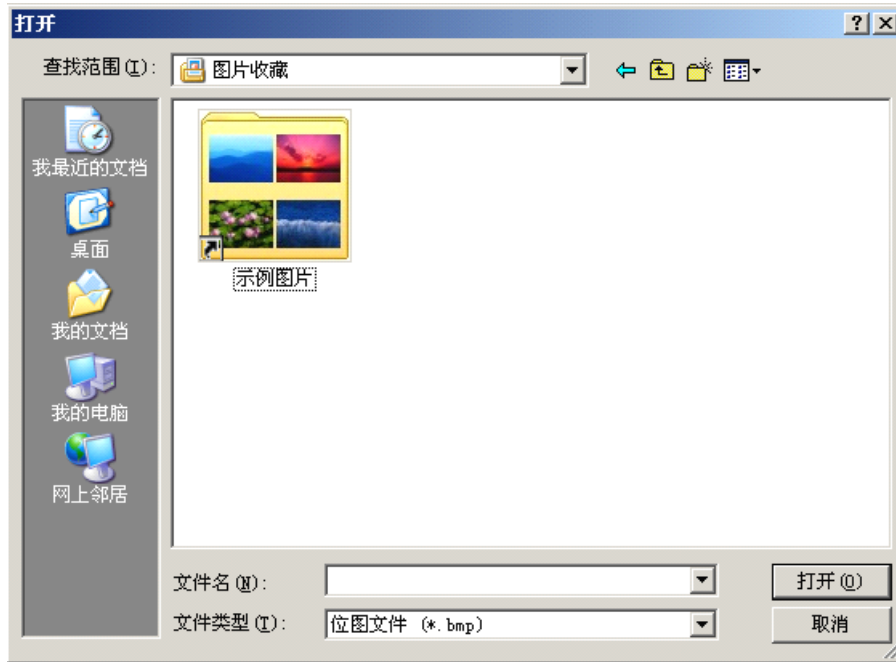 打开
查找范围(I):
图片收藏
我最近的文档
桌面
我的文档
我的电脑
网上邻居
示例图片
文件名(N):
打开(O)
文件类型(T):
位图文件 (*.bmp)
取消